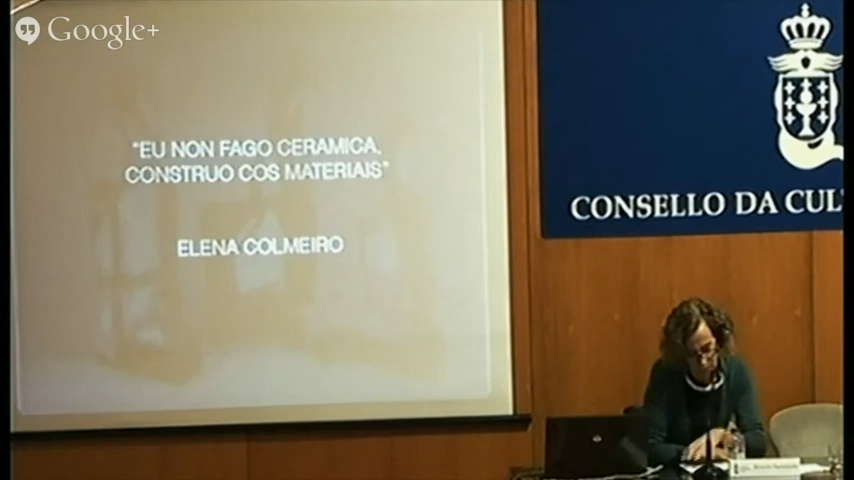 Google+
"EU NON FAGO CERAMICA,
CONSTRUO COS MATERIAIS"
ELENA COLMEIRO
CONSELLO DA CUL